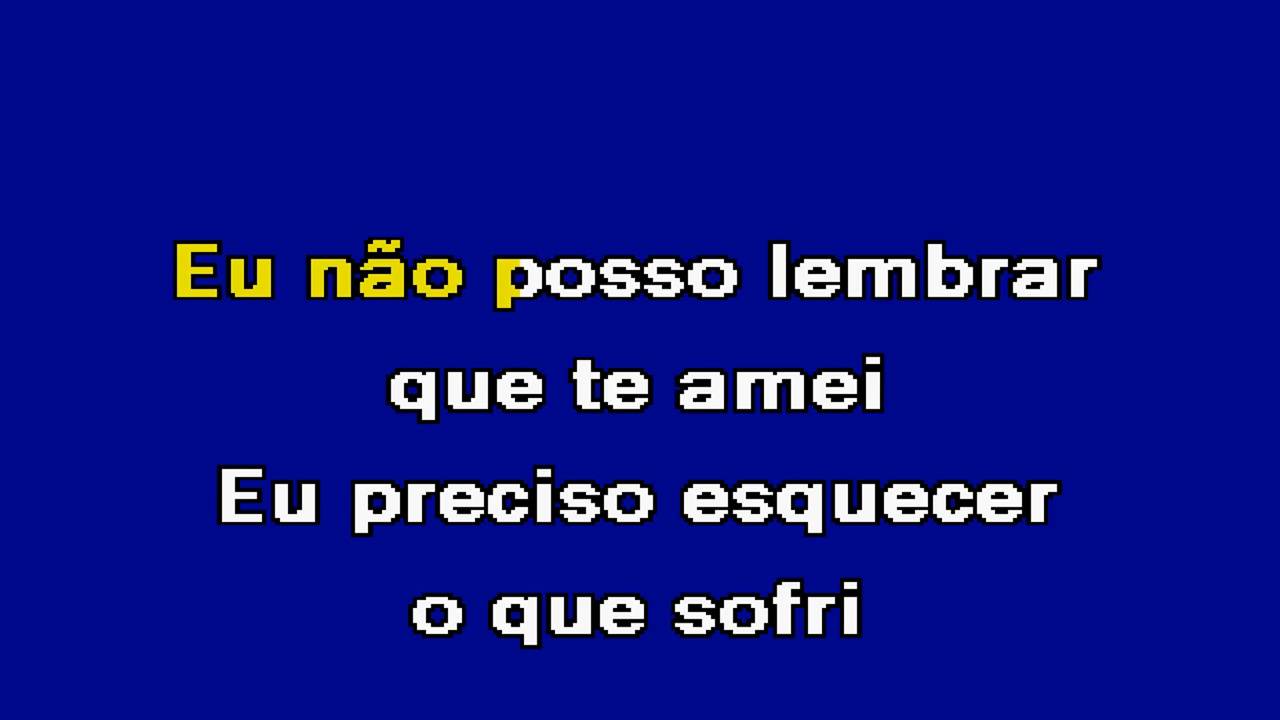 Eu não posso lembrar
que te amei
Eu preciso esquecer
o que sofri